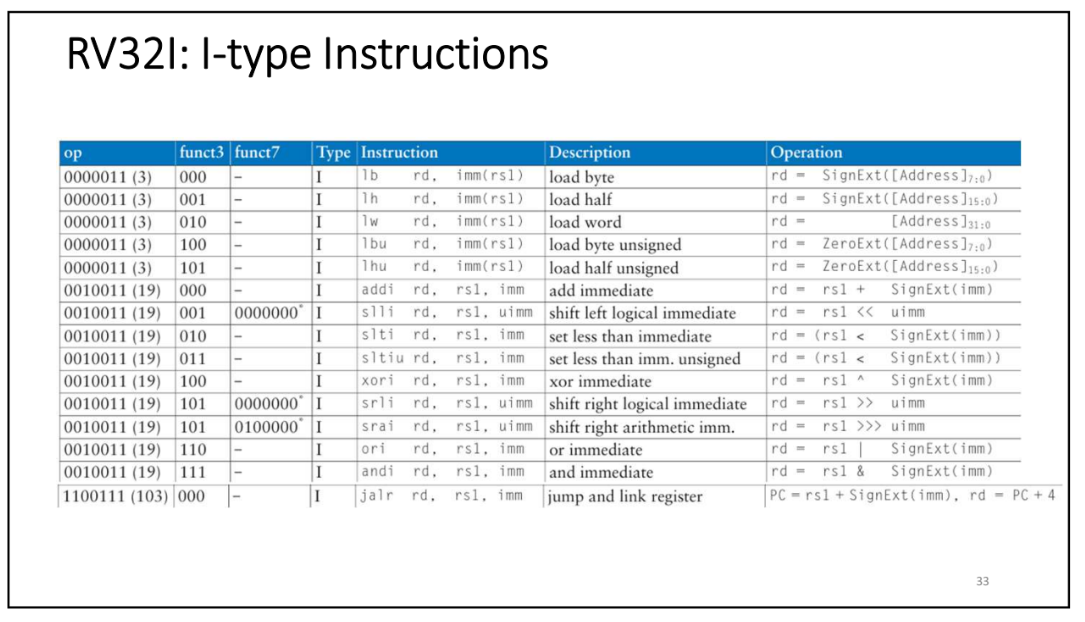 RV32I: I-type Instructions
op funct3 funct7 Type Instruction Description Operation
0000011 (3) 000 – I lb rd, imm(rs1) load byte rd = SignExt([Address]7:0)
0000011 (3) 001 – I lh rd, imm(rs1) load half rd = SignExt([Address]15:0)
0000011 (3) 010 – I lw rd, imm(rs1) load word rd = [Address]31:0
0000011 (3) 100 – I lbu rd, imm(rs1) load byte unsigned rd = ZeroExt([Address]7:0)
0000011 (3) 101 – I lhu rd, imm(rs1) load half unsigned rd = ZeroExt([Address]15:0)
0010011 (19) 000 – I addi rd, rs1, imm add immediate rd = rs1 + SignExt(imm)
0010011 (19) 001 0000000* I slli rd, rs1, uimm shift left logical immediate rd = rs1 << uimm
0010011 (19) 010 – I slti rd, rs1, imm set less than immediate rd = (rs1 < SignExt(imm))
0010011 (19) 011 – I sltiu rd, rs1, imm set less than imm. unsigned rd = (rs1 < SignExt(imm))
0010011 (19) 100 – I xori rd, rs1, imm xor immediate rd = rs1 ^ SignExt(imm)
0010011 (19) 101 0000000* I srli rd, rs1, uimm shift right logical immediate rd = rs1 >> uimm
0010011 (19) 101 0100000* I srai rd, rs1, uimm shift right arithmetic imm. rd = rs1 >>> uimm
0010011 (19) 110 – I ori rd, rs1, imm or immediate rd = rs1 | SignExt(imm)
0010011 (19) 111 – I andi rd, rs1, imm and immediate rd = rs1 & SignExt(imm)
1100111 (103) 000 – I jalr rd, rs1, imm jump and link register PC = rs1 + SignExt(imm), rd = PC + 4
33